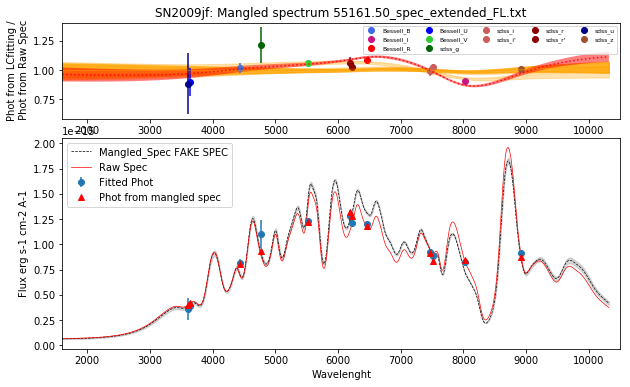 SN2009jf: Mangled spectrum 55161.50_spec_extended_FL.txt
Phot from LCfitting /
Phot from Raw Spec
1.25
1.00
0.75
Bessell_B
Bessell_I
Bessell_R
Bessell_U
Bessell_V
sdss_g
sdss_i
sdss_i'
sdss_r
sdss_r'
sdss_u
sdss_z
2000 3000 4000 5000 6000 7000 8000 9000 10000
1e−15
Flux erg s-1 cm-2 A-1
2.00
1.75
1.50
1.25
1.00
0.75
0.50
0.25
0.00
Mangled_Spec FAKE SPEC
Raw Spec
Fitted Phot
Phot from mangled spec
2000 3000 4000 5000 6000 7000 8000 9000 10000
Wavelenght